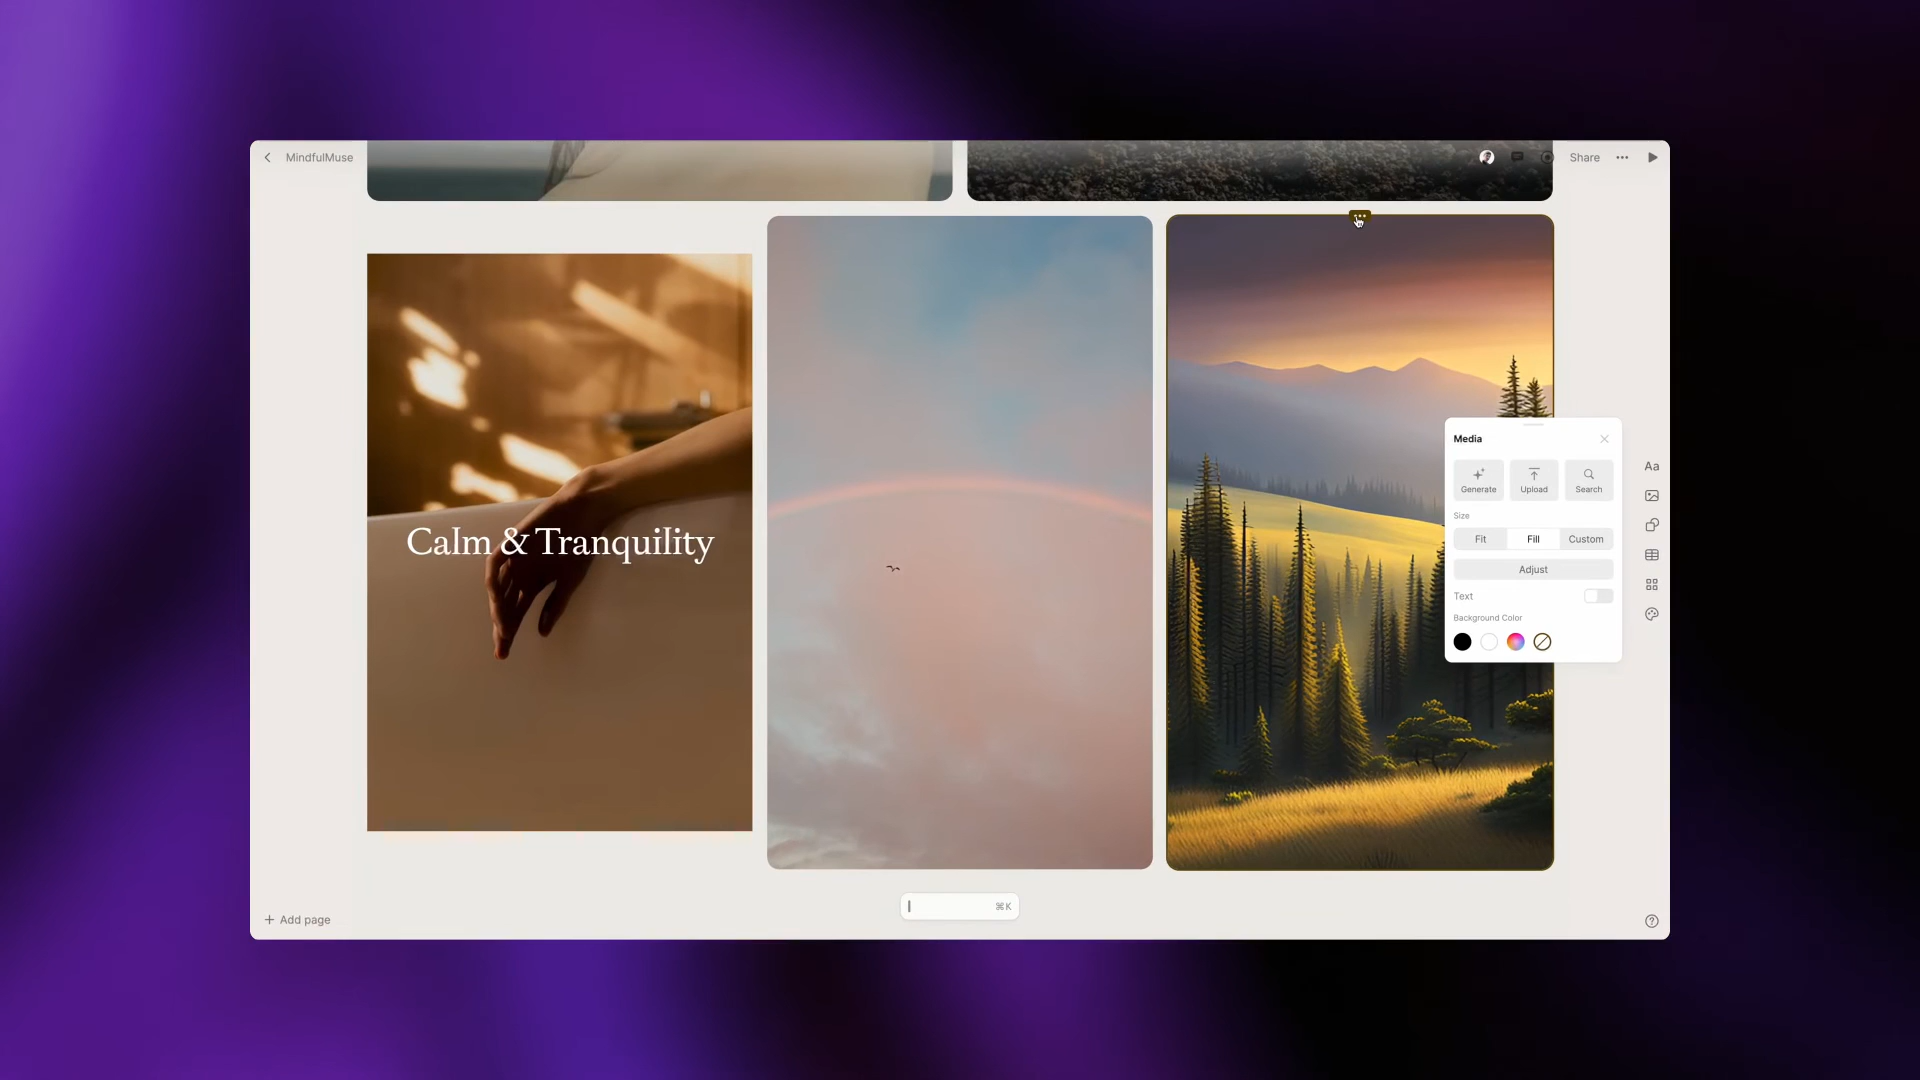 MindfulMuse
Share
Calm & Tranquility
Media
Generate
Upload
Search
Size
Fit
Fill
Custom
Adjust
Text
Background Color
Aa
⌘K
+ Add page
?